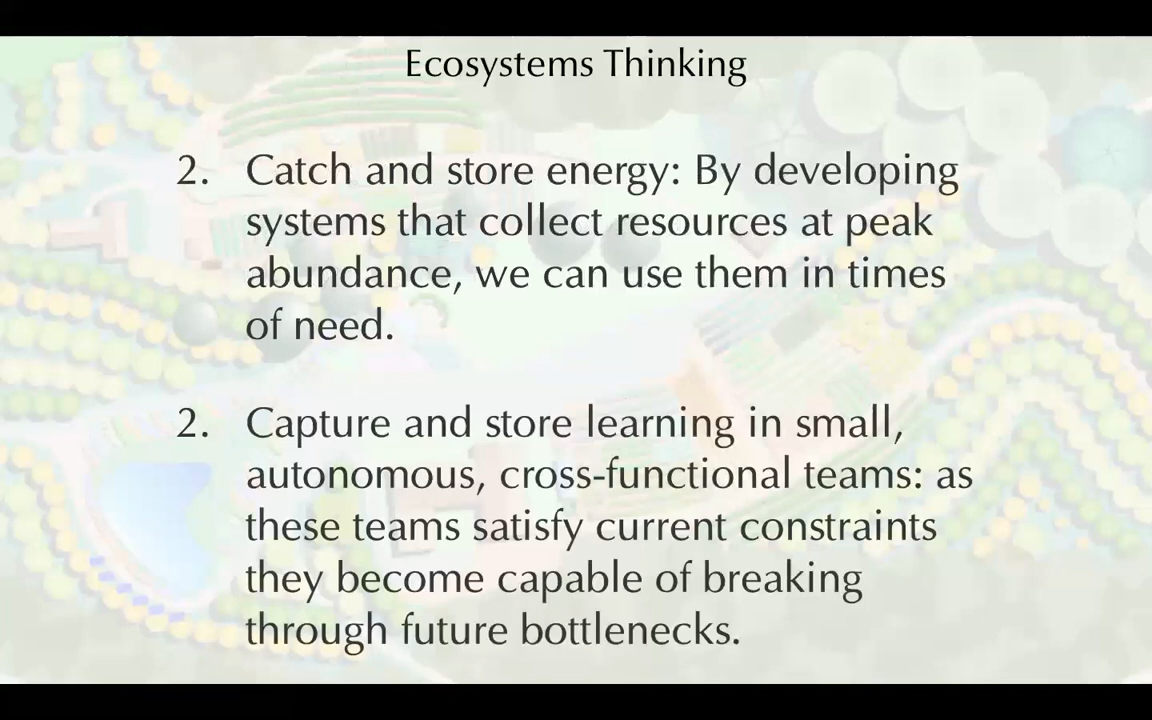 Ecosystems Thinking
2. Catch and store energy: By developing
systems that collect resources at peak
abundance, we can use them in times
of need.
2. Capture and store learning in small,
autonomous, cross-functional teams: as
these teams satisfy current constraints
they become capable of breaking
through future bottlenecks.